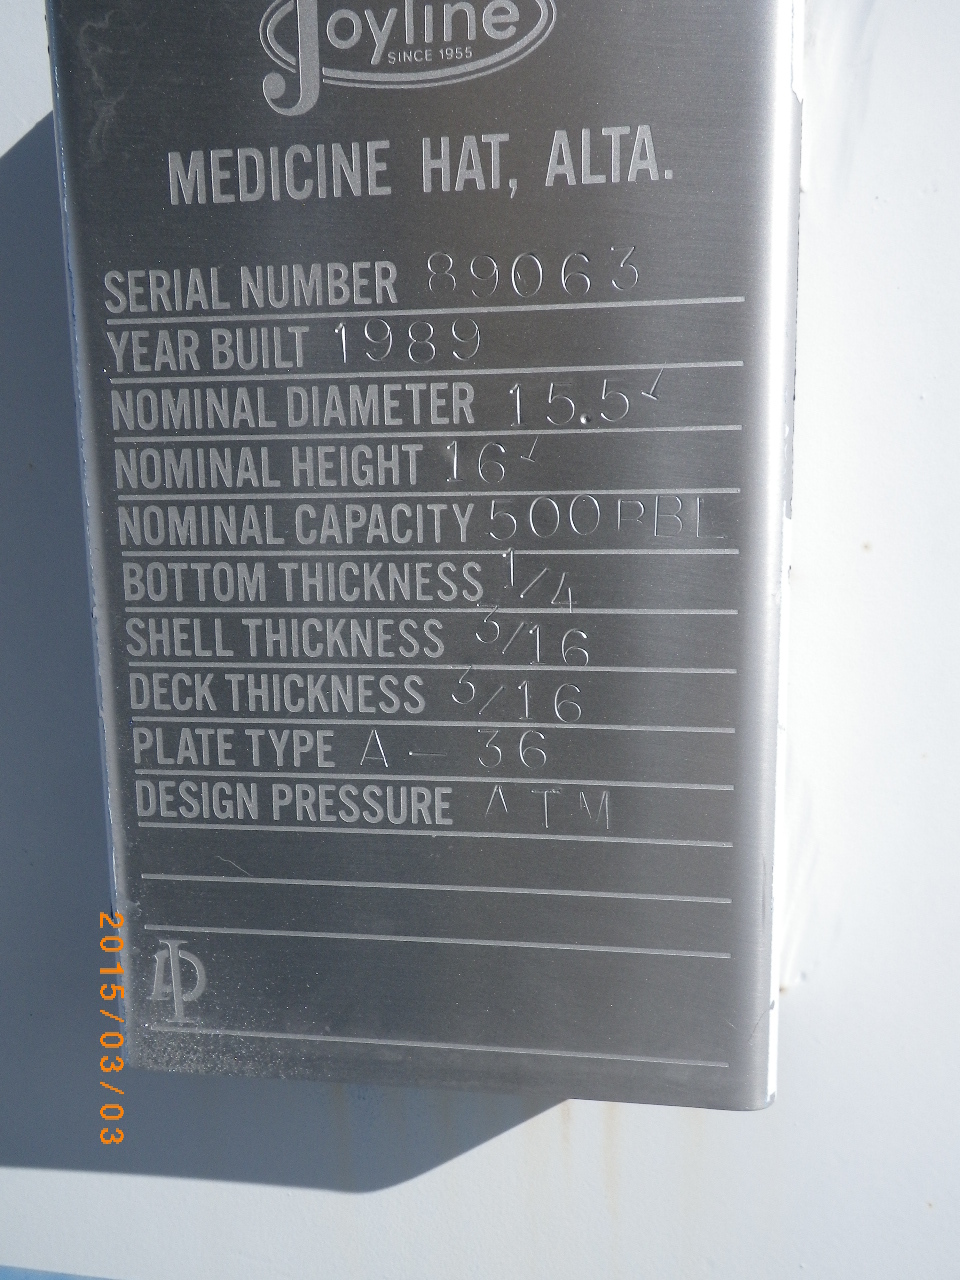 Joyline
SINCE 1955
MEDICINE HAT, ALTA.
SERIAL NUMBER 89063
YEAR BUILT 1989
NOMINAL DIAMETER 15.5'
NOMINAL HEIGHT 16'
NOMINAL CAPACITY 500 BBL
BOTTOM THICKNESS 1/4
SHELL THICKNESS 3/16
DECK THICKNESS 3/16
PLATE TYPE A-36
DESIGN PRESSURE ATM
2015/03/03